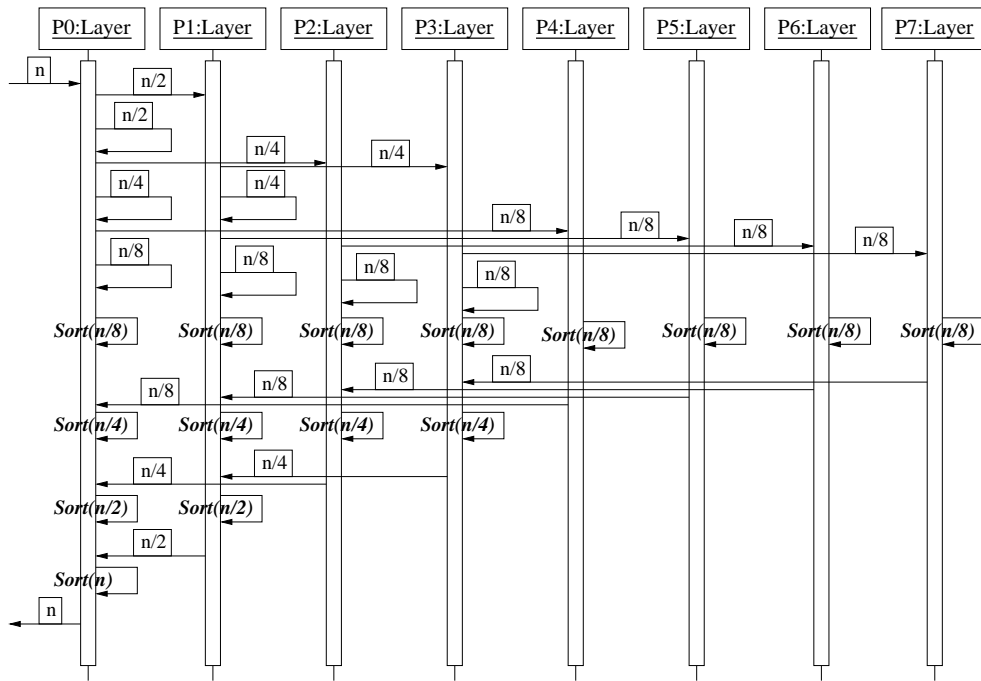 P0:Layer P1:Layer P2:Layer P3:Layer P4:Layer P5:Layer P6:Layer P7:Layer
n
n/2
n/2
n/4 n/4
n/4 n/4
n/8 n/8 n/8 n/8
n/8 n/8 n/8 n/8
Sort(n/8) Sort(n/8) Sort(n/8) Sort(n/8) Sort(n/8) Sort(n/8) Sort(n/8) Sort(n/8)
n/8 n/8 n/8 n/8
Sort(n/4) Sort(n/4) Sort(n/4) Sort(n/4)
n/4 n/4
Sort(n/2) Sort(n/2)
n/2
Sort(n)
n